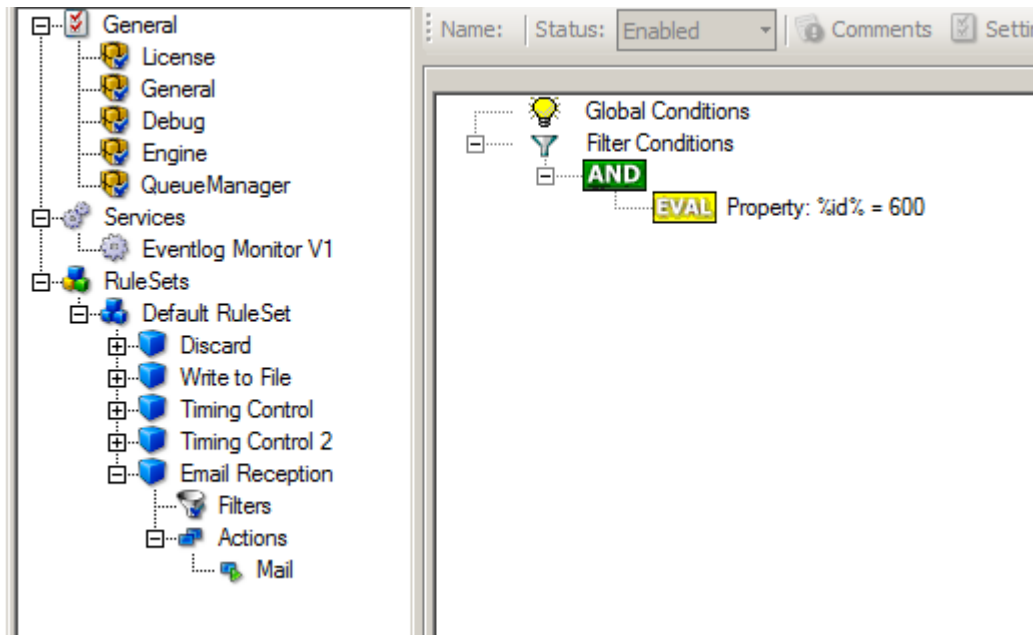 General
License
General
Debug
Engine
QueueManager
Services
Eventlog Monitor V1
RuleSets
Default RuleSet
Discard
Write to File
Timing Control
Timing Control 2
Email Reception
Filters
Actions
Mail
Name: Status: Enabled Comments Settin
Global Conditions
Filter Conditions
AND
EVAL Property: %id% = 600